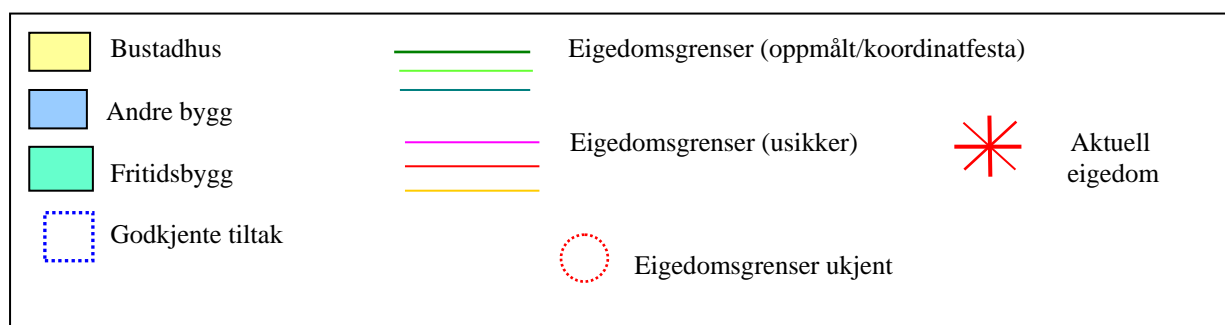 Bustadhus
Andre bygg
Fritidsbygg
Godkjente tiltak
Eigedomsgrenser (oppmålt/koordinatfesta)
Eigedomsgrenser (usikker)
Eigedomsgrenser ukjent
Aktuell
eigedom